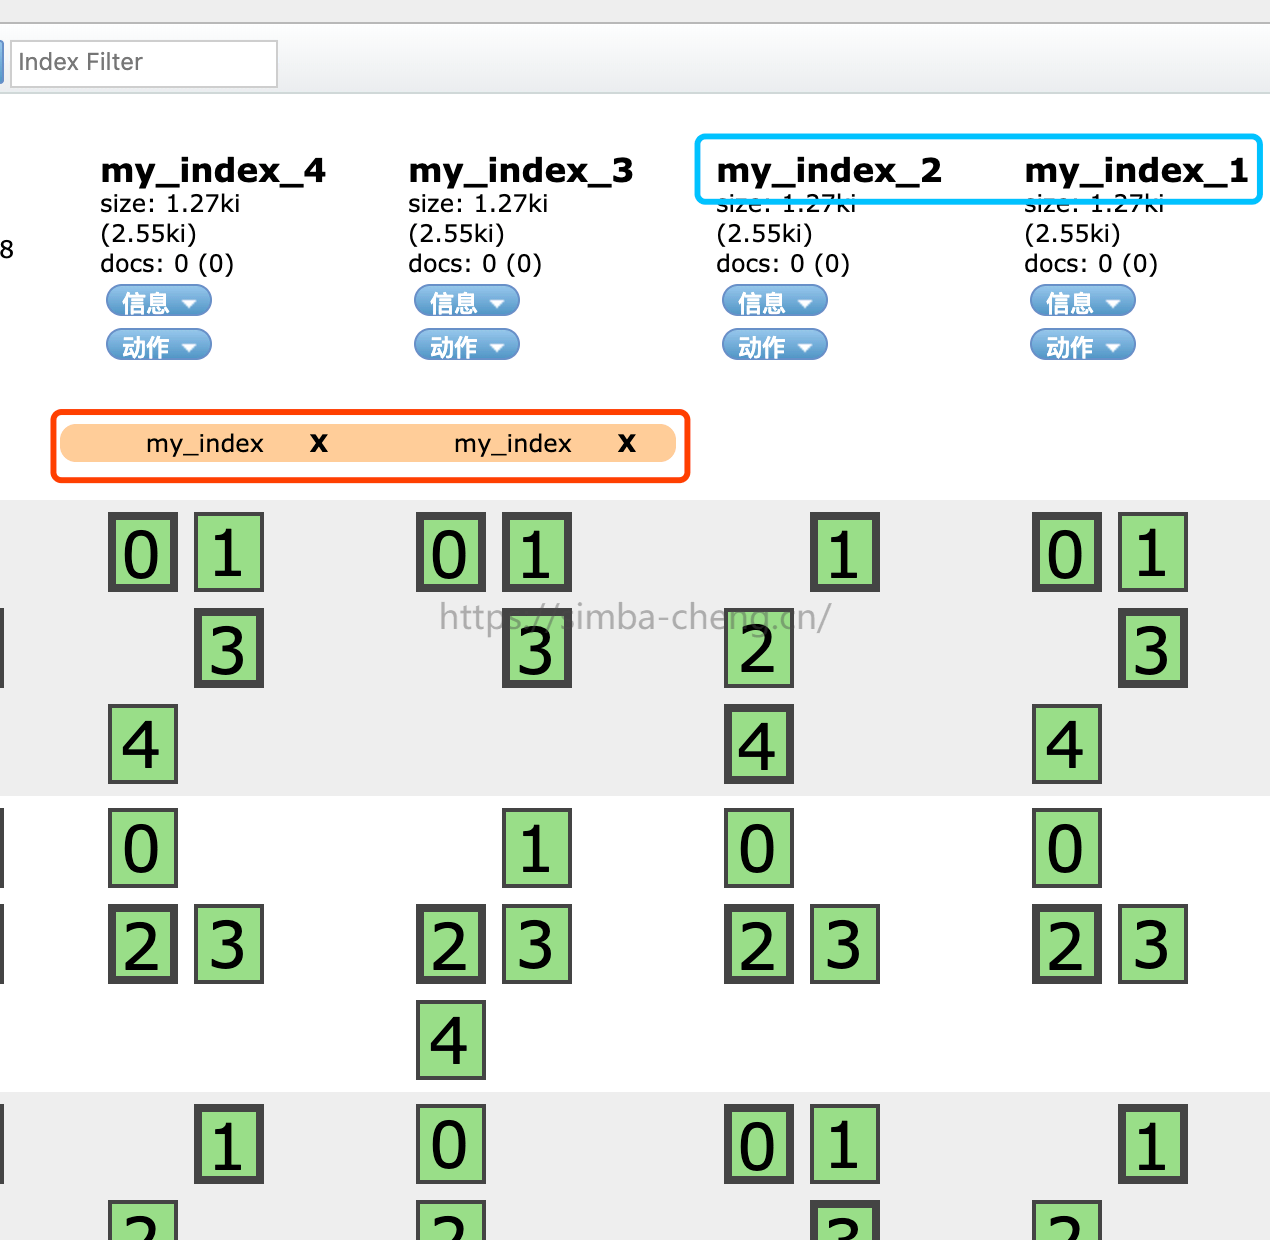 Index Filter
my_index_4 my_index_3 my_index_2 my_index_1
size: 1.27ki size: 1.27ki size: 1.27ki size: 1.27ki
(2.55ki) (2.55ki) (2.55ki) (2.55ki)
8 docs: 0 (0) docs: 0 (0) docs: 0 (0) docs: 0 (0)
信息 信息 信息 信息
动作 动作 动作 动作
my_index X my_index X
0 1 0 1 1 0 1
https://simba-cheng.cn/
3 3 2 3
4 4 4
0 1 0 0
2 3 2 3 2 3 2 3
4
1 0 0 1 1
2 2 3 2